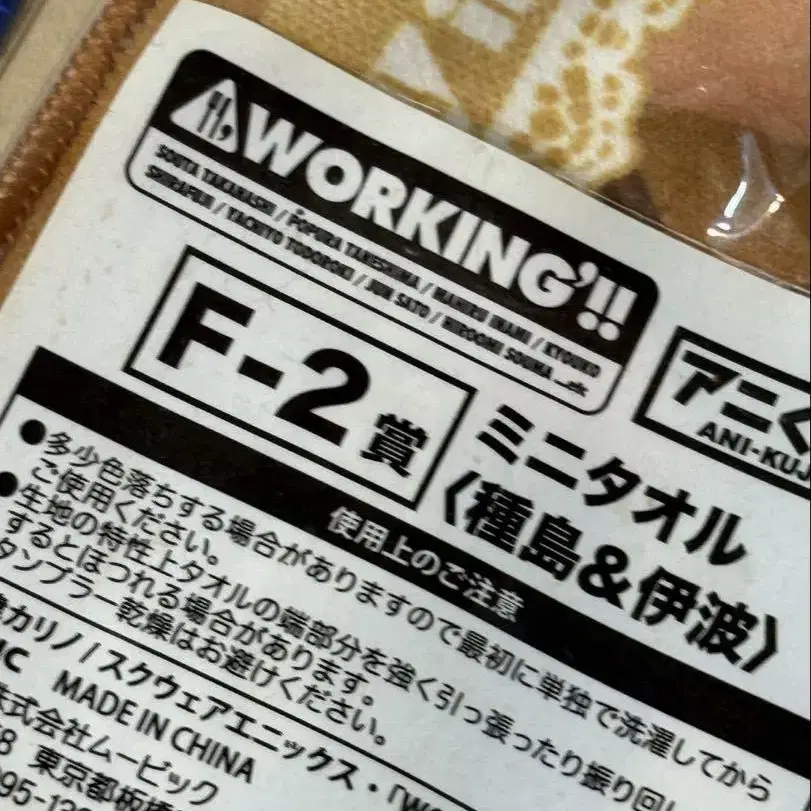 WORKING'!!
SOUTA TAKANASHI / POPURA TANESHIMA / MAHIRU INAMI / KYOUKO
SHIRAFUJI / YACHIYO TODOROKI / JUN SATO / HIROOMI SOUMA ...etc
F-2賞
アニく
ANI-KUJ
ミニタオル
〈種島&伊波〉
使用上のご注意
●多少色落ちする場合がありますので最初に単独で洗濯してから
ご使用ください。
●生地の特性上タオルの端部分を強く引っ張ったり振り回し
するとほつれる場合があります。
タンブラー乾燥はお避けください。
カリノ/スクウェアエニックス・「WO
MC MADE IN CHINA
株式会社ムービック
8 東京都板橋
95-12